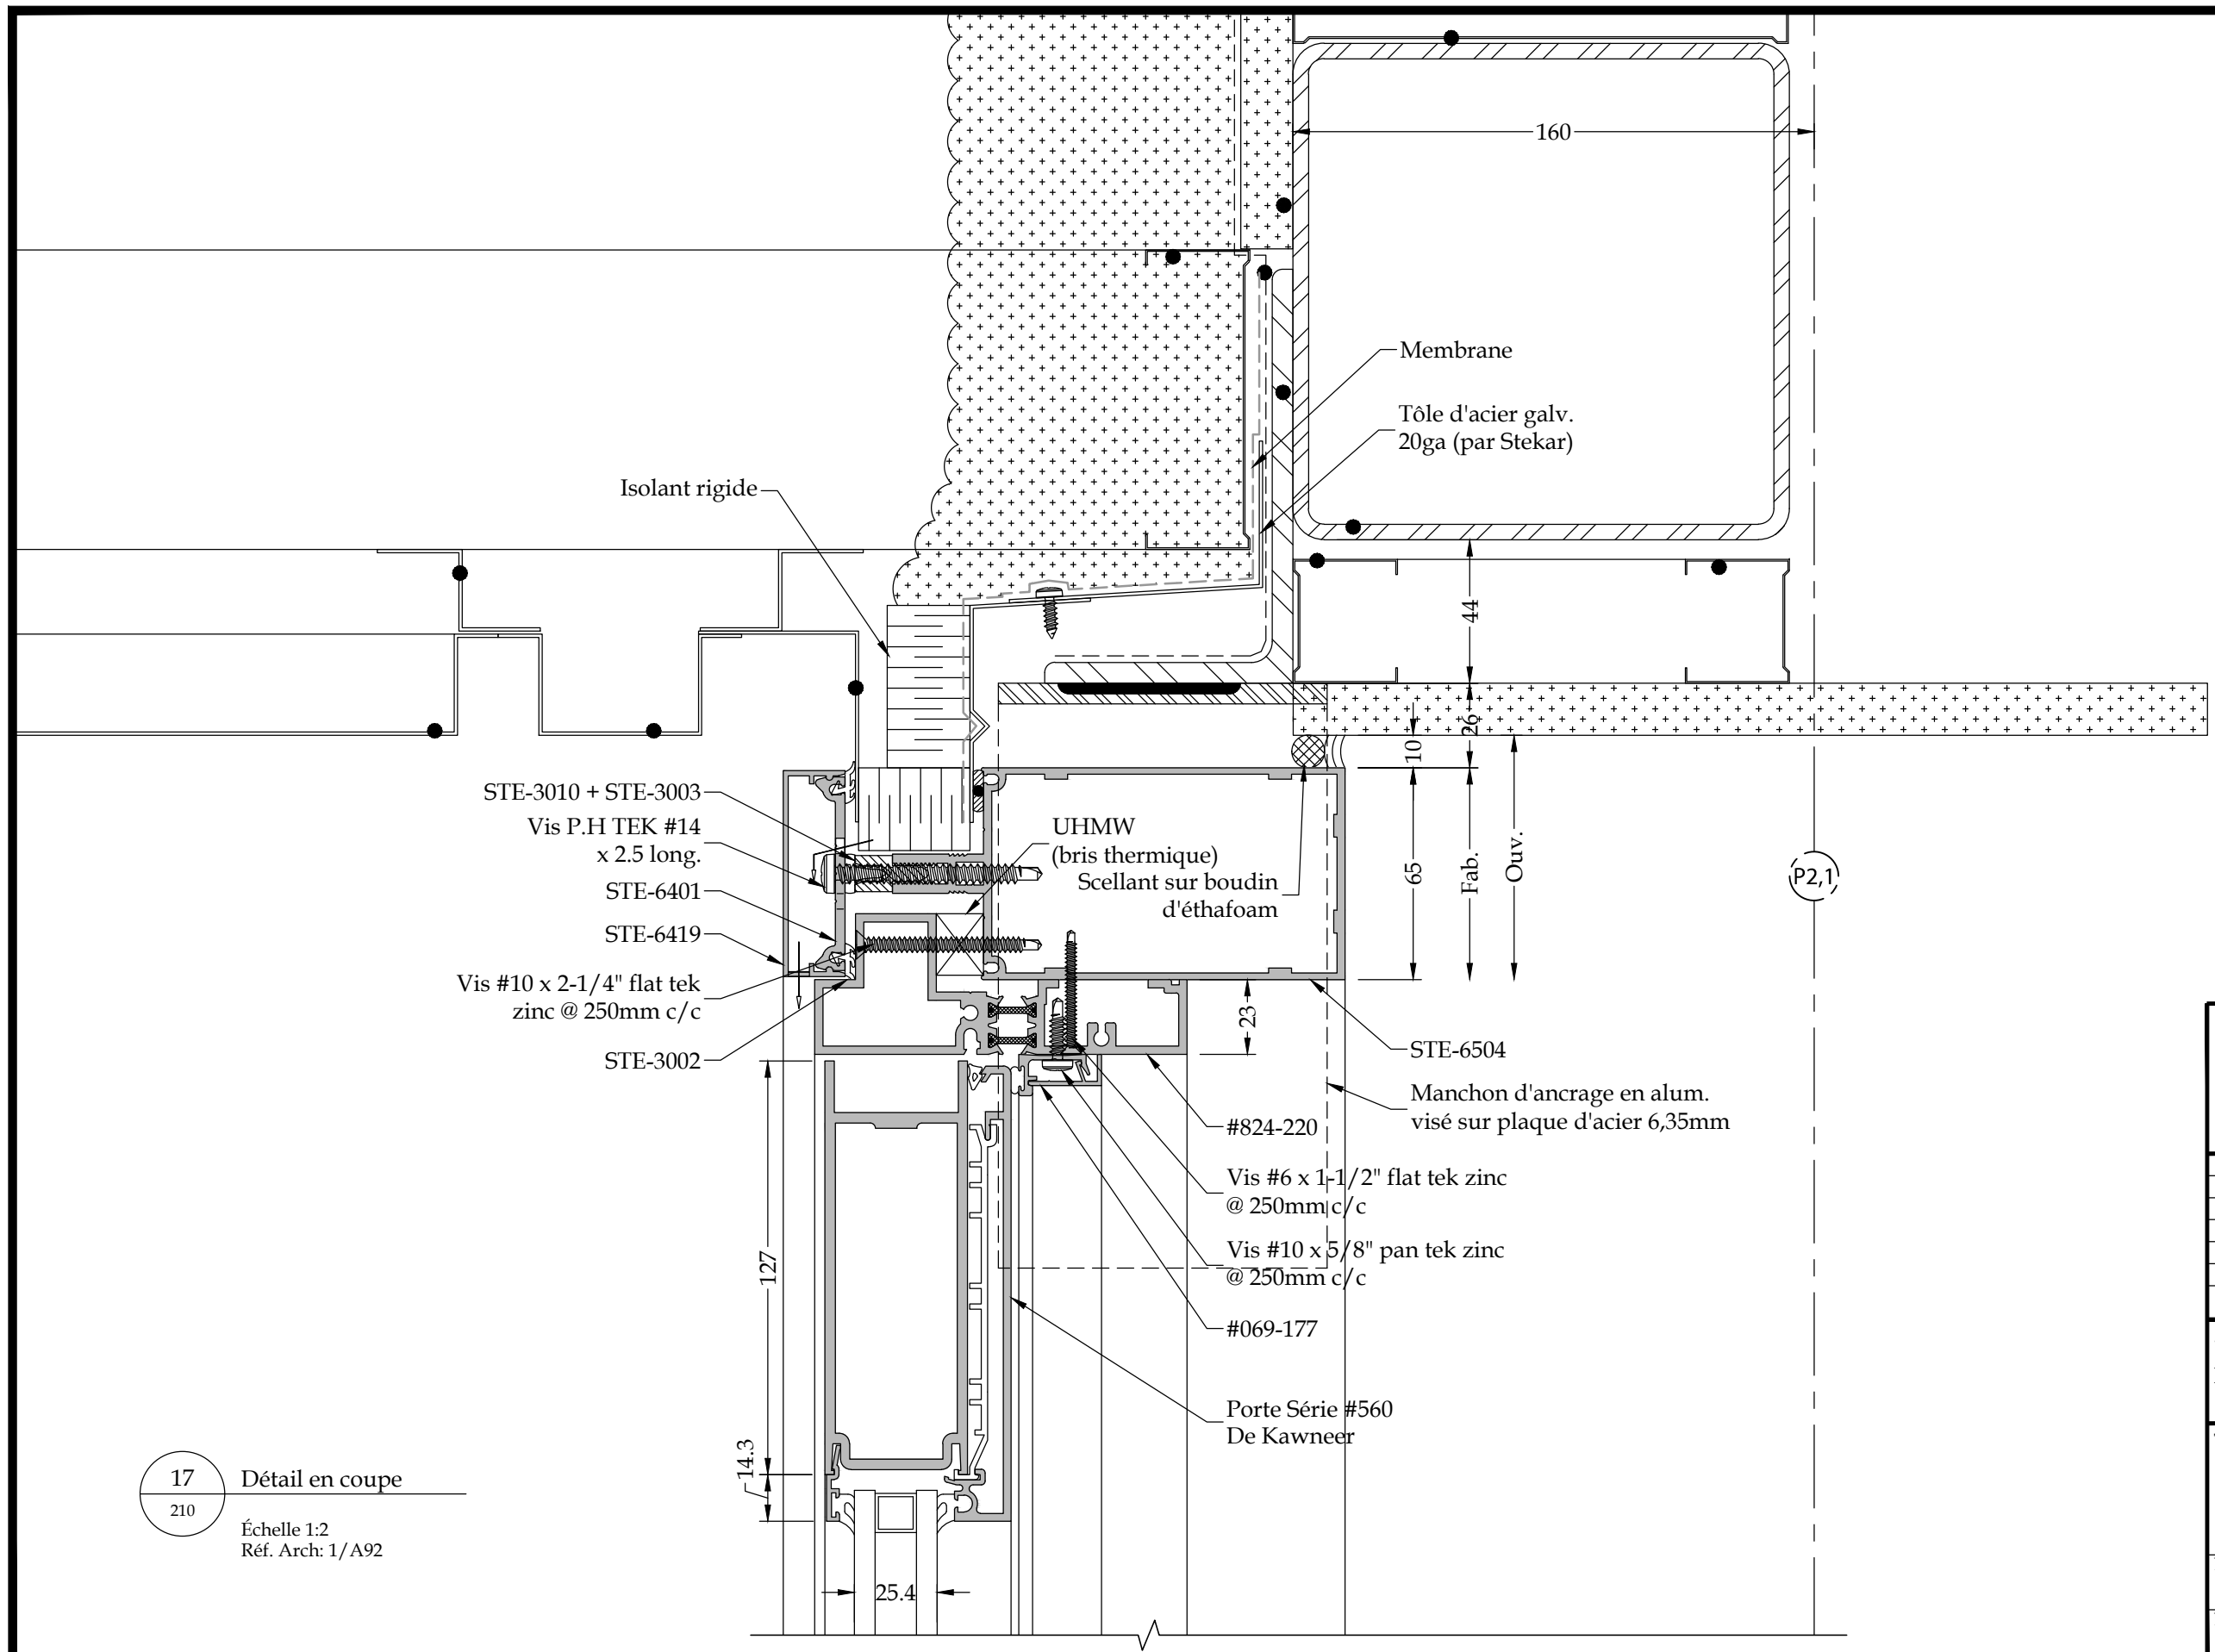 160
Membrane
Tôle d'acier galv.
20ga (par Stekar)
Isolant rigide
44
26
10
STE-3010 + STE-3003
Vis P.H TEK #14
x 2.5 long.
STE-6401
STE-6419
Vis #10 x 2-1/4" flat tek
zinc @ 250mm c/c
STE-3002
UHMW
(bris thermique)
Scellant sur boudin
d'éthafoam
65
Fab.
Ouv.
P2,1
23
STE-6504
Manchon d'ancrage en alum.
visé sur plaque d'acier 6,35mm
#824-220
Vis #6 x 1-1/2" flat tek zinc
@ 250mm c/c
Vis #10 x 5/8" pan tek zinc
@ 250mm c/c
#069-177
127
Porte Série #560
De Kawneer
14.3
25.4
17
210
Détail en coupe
Échelle 1:2
Réf. Arch: 1/A92